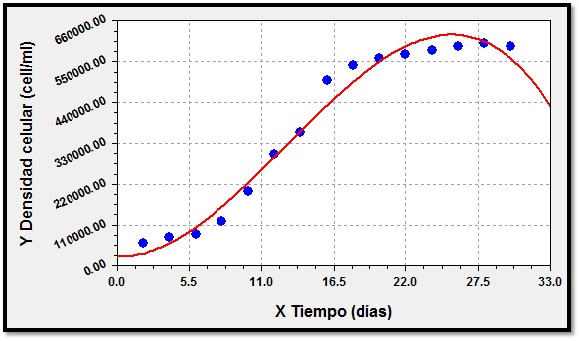 Y Densidad celular (cell/ml)
660000.00
550000.00
440000.00
330000.00
220000.00
110000.00
0.00
0.0 5.5 11.0 16.5 22.0 27.5 33.0
X Tiempo (días)